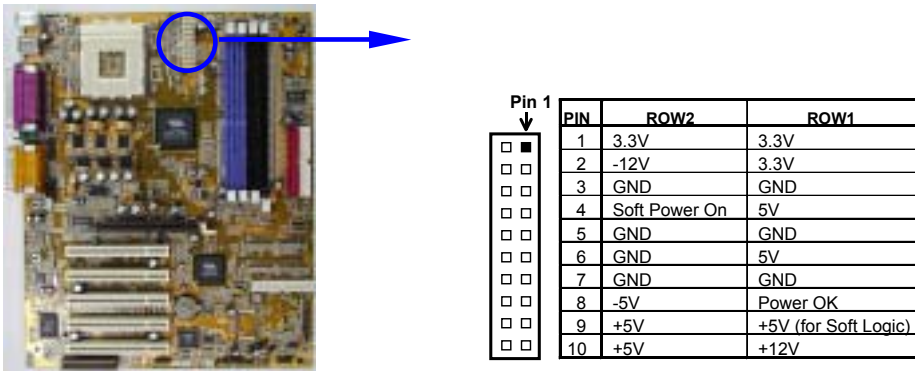 Pin 1
PIN ROW2 ROW1
1 3.3V 3.3V
2 -12V 3.3V
3 GND GND
4 Soft Power On 5V
5 GND GND
6 GND 5V
7 GND GND
8 -5V Power OK
9 +5V +5V (for Soft Logic)
10 +5V +12V